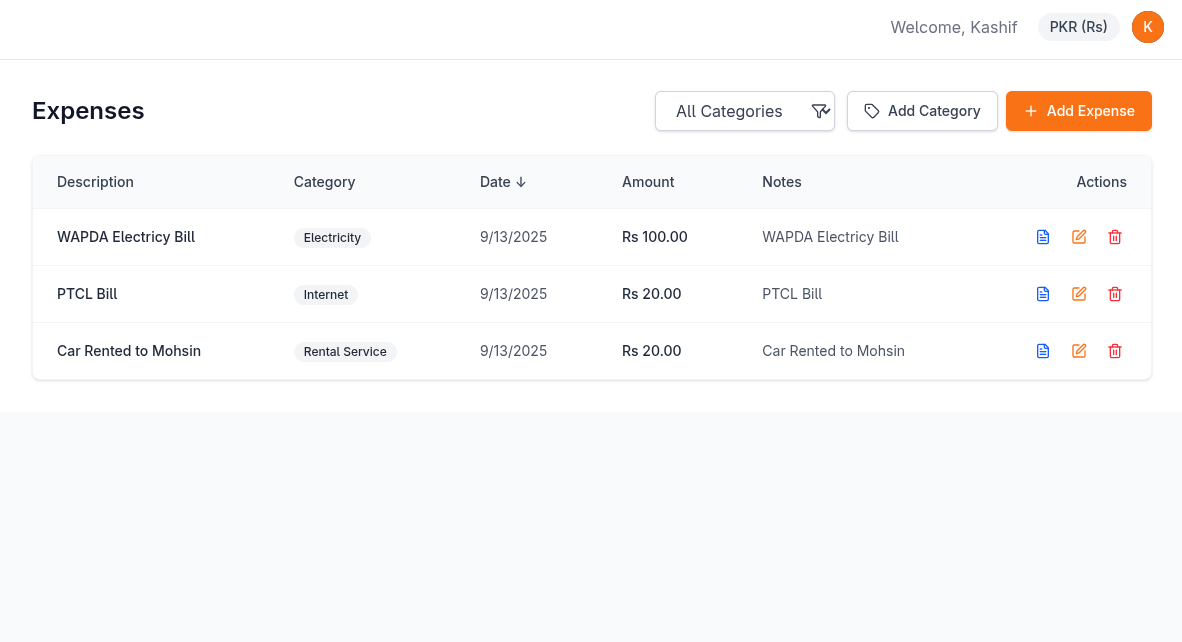 Welcome, Kashif PKR (Rs) K
Expenses All Categories Add Category + Add Expense
Description Category Date ↓ Amount Notes Actions
WAPDA Electricy Bill Electricity 9/13/2025 Rs 100.00 WAPDA Electricy Bill
PTCL Bill Internet 9/13/2025 Rs 20.00 PTCL Bill
Car Rented to Mohsin Rental Service 9/13/2025 Rs 20.00 Car Rented to Mohsin